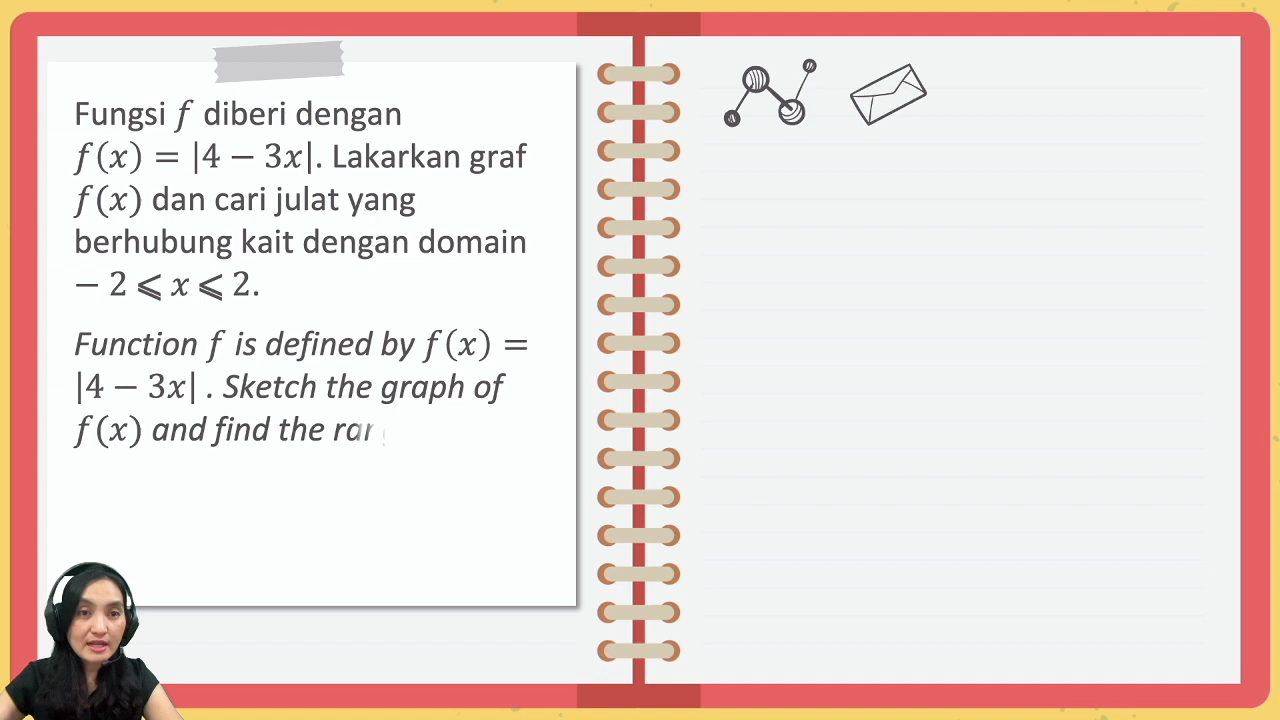 Fungsi f diberi dengan
f(x) = |4 − 3x|. Lakarkan graf
f(x) dan cari julat yang
berhubung kait dengan domain
− 2 ⩽ x ⩽ 2.
Function f is defined by f(x) =
|4 − 3x| . Sketch the graph of
f(x) and find the